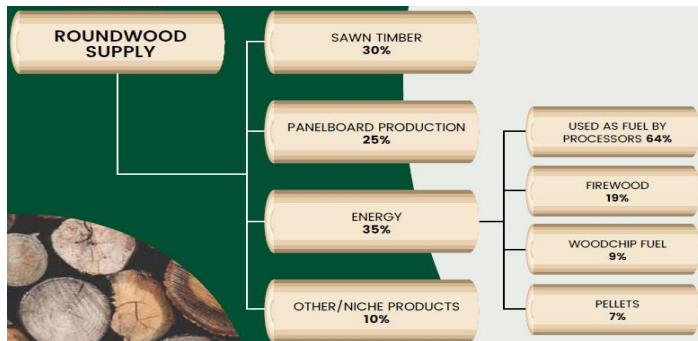 ROUNDWOOD
SUPPLY
SAWN TIMBER
30%
PANELBOARD PRODUCTION
25%
ENERGY
35%
OTHER/NICHE PRODUCTS
10%
USED AS FUEL BY
PROCESSORS 64%
FIREWOOD
19%
WOODCHIP FUEL
9%
PELLETS
7%